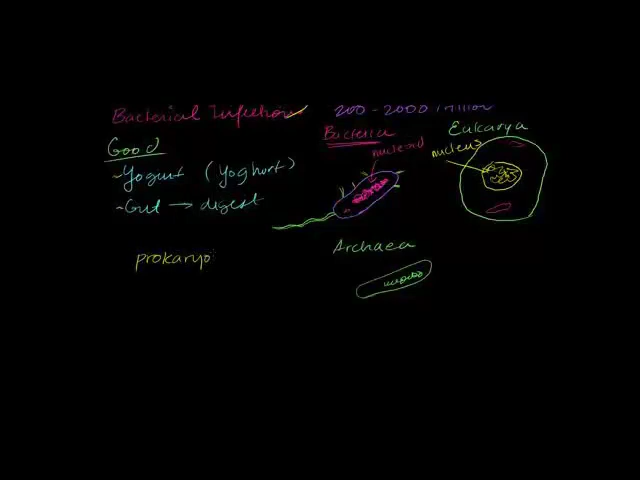 Bacterial Infection
200 - 2000 million
Good
~Yogurt (Yoghurt)
~Gut → digest
Bacteria
nucleoid
Eukarya
nucleus
Archaea
prokaryo